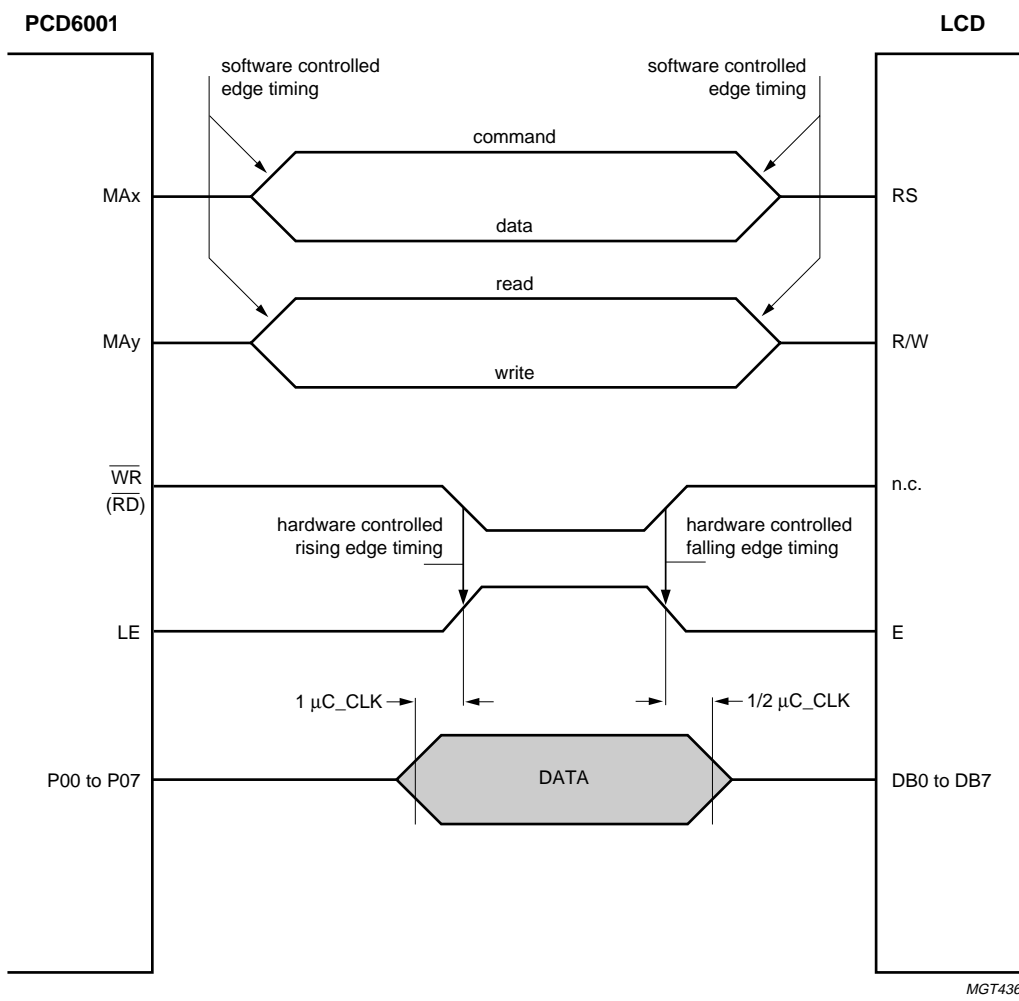 PCD6001
LCD
software controlled
edge timing
software controlled
edge timing
command
MAx
RS
data
read
MAy
R/W
write
WR
(RD)
n.c.
hardware controlled
rising edge timing
hardware controlled
falling edge timing
LE
E
1 μC_CLK
1/2 μC_CLK
P00 to P07
DATA
DB0 to DB7
MGT436